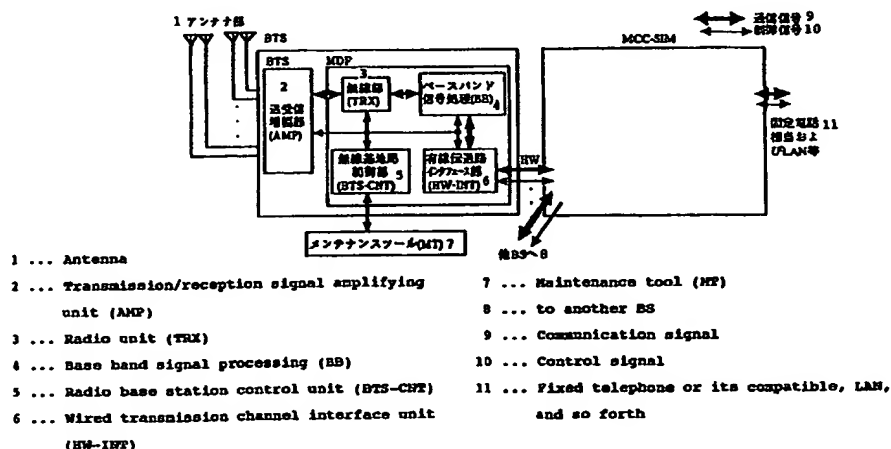 1 アンテナ部
BTS
BTS
2
送受信
増幅部
(AMP)
MDP
3
無線部
(TRX)
ベースバンド
信号処理(BB) 4
無線基地局
制御部
(BTS-CNT)
5
有線伝送路
インタフェース部
(HW-INT)
6
メンテナンスツール(MT) 7
HW
他BSへ 8
MCC-SIM
通信信号 9
制御信号 10
固定電話 11
相当およ
びLAN等
1 ... Antenna
2 ... Transmission/reception signal amplifying
unit (AMP)
3 ... Radio unit (TRX)
4 ... Base band signal processing (BB)
5 ... Radio base station control unit (BTS-CNT)
6 ... Wired transmission channel interface unit
(HW-INT)
7 ... Maintenance tool (MT)
8 ... to another BS
9 ... Communication signal
10 ... Control signal
11 ... Fixed telephone or its compatible, LAN,
and so forth